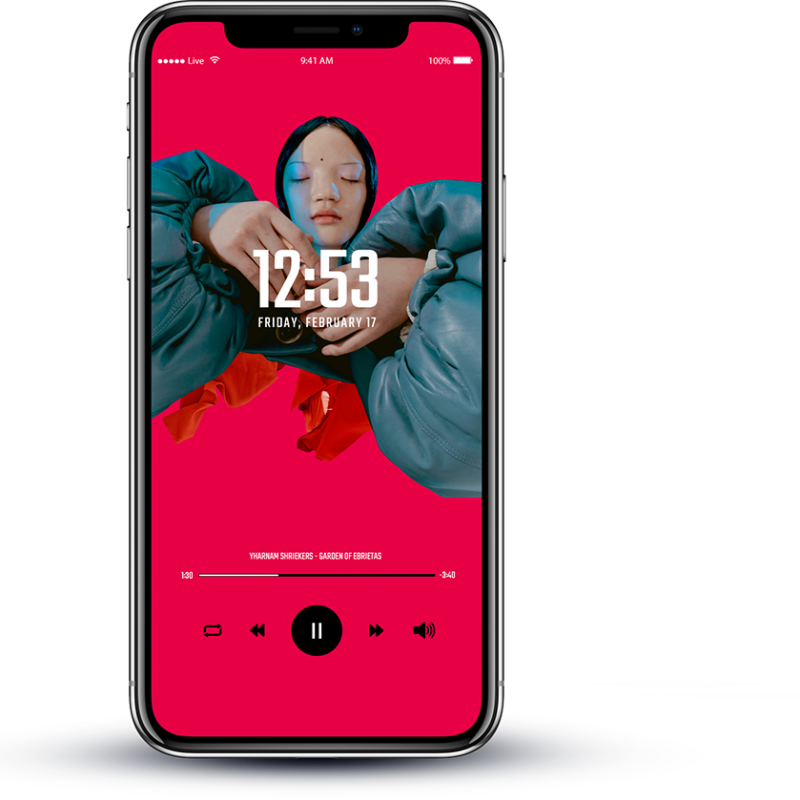 Live 9:41 AM 100%
12:53
FRIDAY, FEBRUARY 17
YHARNAM SHRIEKERS - GARDEN OF EBRIETAS
1:30 -3:40